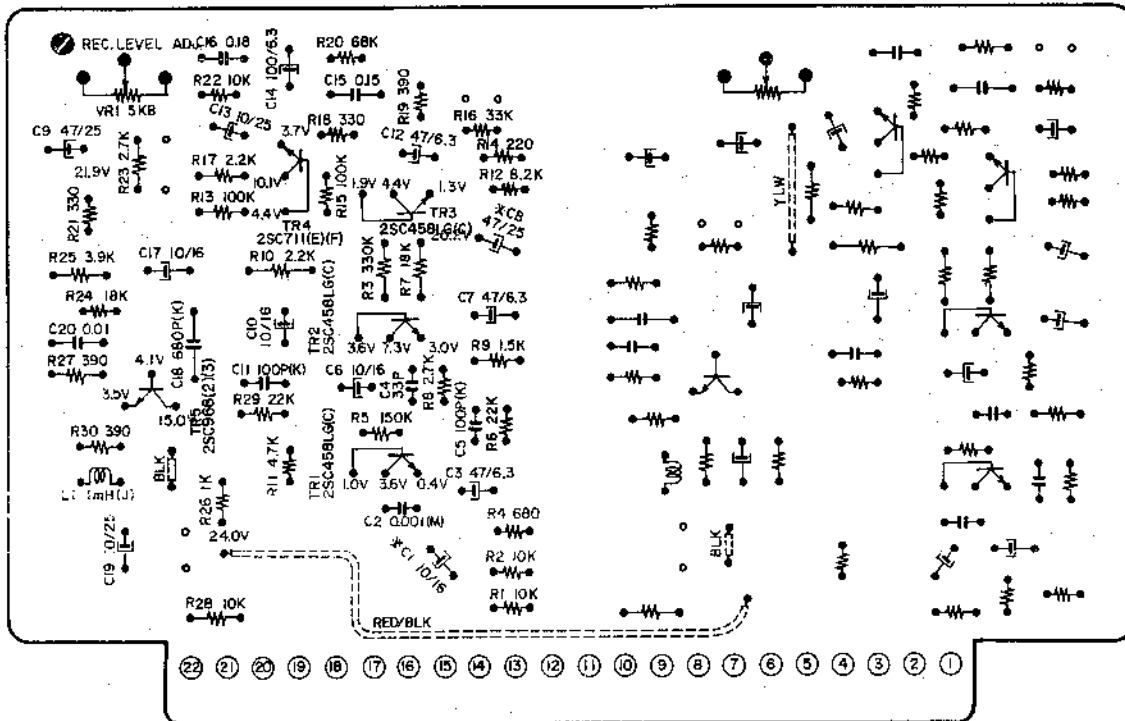 REC. LEVEL ADJ.
C16 0.18
C14 100/6.3
R20 68K
R22 10K
C15 0.15
VR1 5KB
R19 390
C13 10/25
R16 33K
C9 47/25
R23 2.7K
3.7V
R18 330
C12 47/6.3
R14 220
21.9V
R17 2.2K
10.1V
R15 100K
1.9V
4.4V
1.3V
R12 8.2K
YLW
R21 330
R13 100K
4.4V
TR4
2SC711(E)(F)
TR3
2SC458LG(C)
※C8
47/25
R25 3.9K
C17 10/16
R10 2.2K
R3 330K
R7 18K
R24 18K
C7 47/6.3
C20 0.01
C18 680P(K)
C10
10/16
TR2
2SC458LG(C)
3.6V
7.3V
3.0V
R27 390
4.1V
C11 100P(K)
C6 10/16
C4
33P
R8 2.7K
R9 1.5K
3.5V
15.0V
TR5
2SC968(2)(3)
R29 22K
R5 150K
C5 100P(K)
R6 22K
R30 390
BLK
R11 4.7K
TR1
2SC458LG(C)
1.0V
3.6V
0.4V
C3 47/6.3
L1 1mH(J)
R26 1K
C2 0.001(M)
R4 680
C19 10/25
24.0V
※C1 10/16
R2 10K
BLK
R1 10K
R28 10K
RED/BLK
22 21 20 19 18 17 16 15 14 13 12 11 10 9 8 7 6 5 4 3 2 1